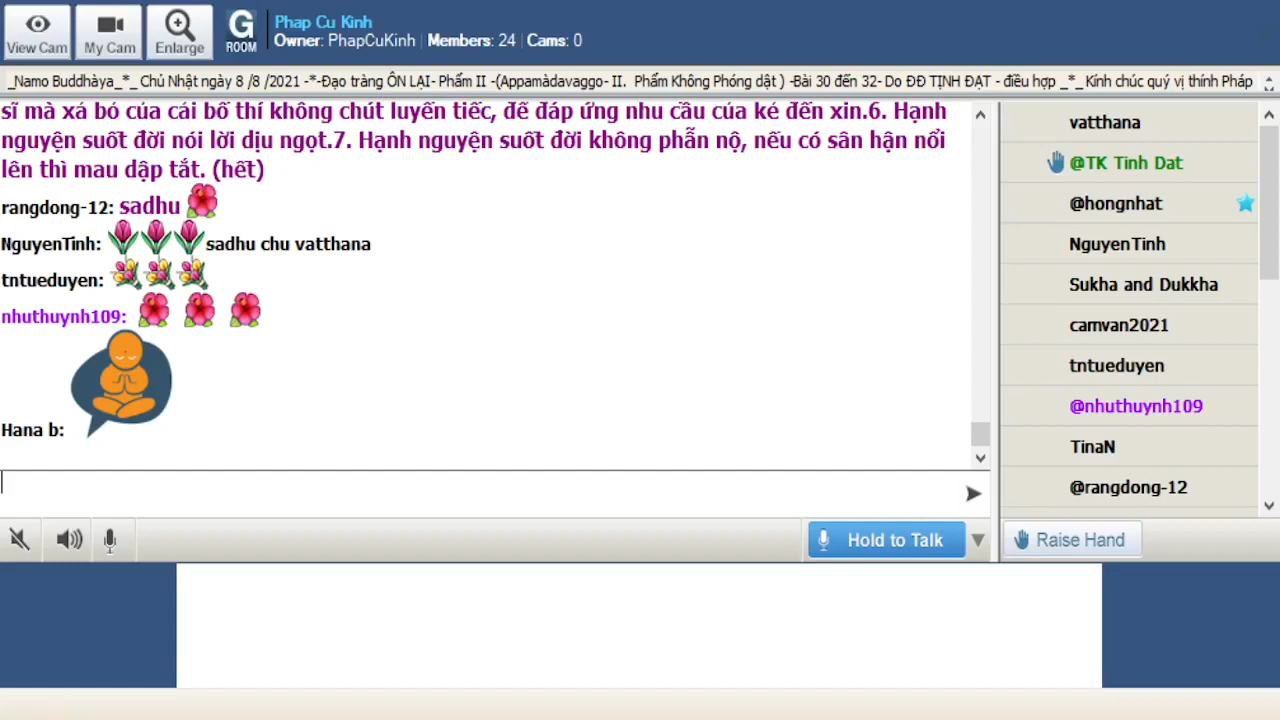 View Cam
My Cam
Enlarge
G
ROOM
Phap Cu Kinh
Owner: PhapCuKinh | Members: 24 | Cams: 0
_Namo Buddhàya_*_ Chủ Nhật ngày 8 /8 /2021 -*-Đạo tràng ÔN LẠI- Phẩm II -(Appamàdavaggo- II. Phẩm Không Phóng dật ) -Bài 30 đến 32- Do ĐĐ TỊNH ĐẠT - điều hợp _*_Kính chúc quý vị thính Pháp
sĩ mà xả bỏ của cải bố thí không chút luyến tiếc, để đáp ứng nhu cầu của kẻ đến xin.6. Hạnh
nguyện suốt đời nói lời dịu ngọt.7. Hạnh nguyện suốt đời không phẫn nộ, nếu có sân hận nổi
lên thì mau dập tắt. (hết)
rangdong-12: sadhu
NguyenTinh: sadhu chu vatthana
tntueduyen:
nhuthuynh109:
Hana b:
vatthana
@TK Tinh Dat
@hongnhat
NguyenTinh
Sukha and Dukkha
camvan2021
tntueduyen
@nhuthuynh109
TinaN
@rangdong-12
Hold to Talk
Raise Hand